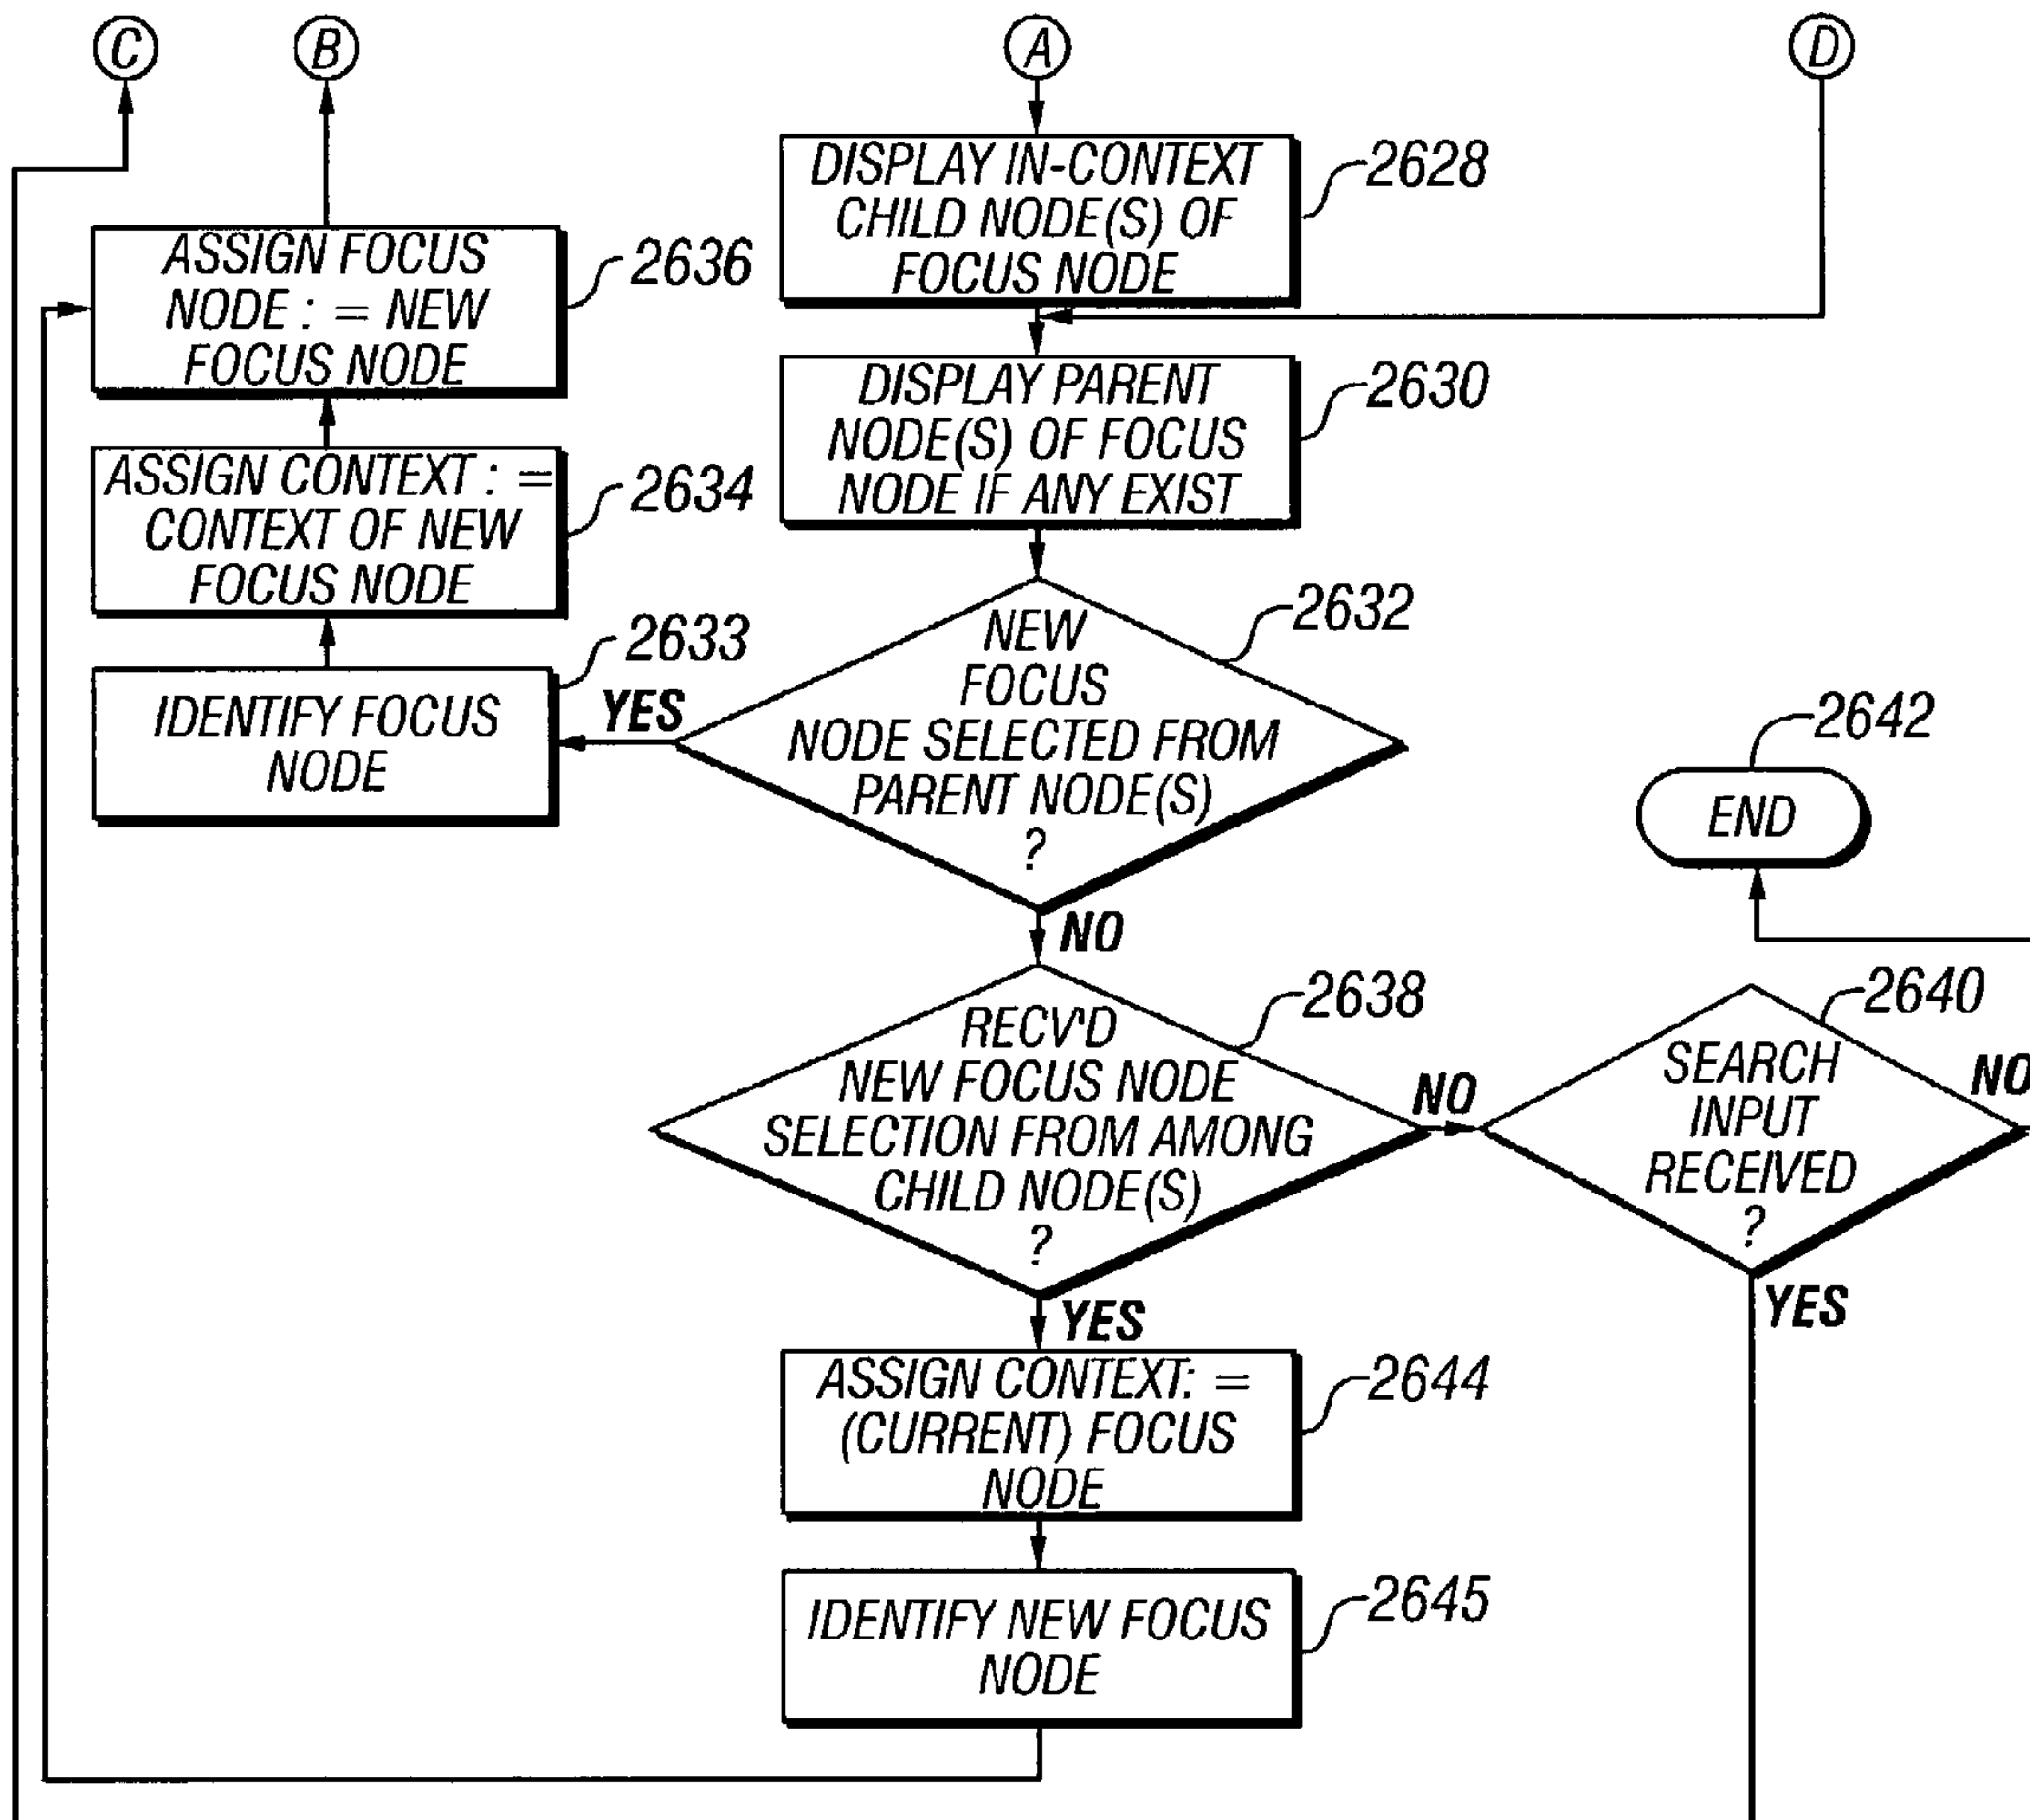 C
B
A
D
DISPLAY IN-CONTEXT
CHILD NODE(S) OF
FOCUS NODE
2628
ASSIGN FOCUS
NODE : = NEW
FOCUS NODE
2636
DISPLAY PARENT
NODE(S) OF FOCUS
NODE IF ANY EXIST
2630
ASSIGN CONTEXT : =
CONTEXT OF NEW
FOCUS NODE
2634
NEW
FOCUS
NODE SELECTED FROM
PARENT NODE(S)
?
2632
YES
IDENTIFY FOCUS
NODE
2633
2642
END
NO
RECV'D
NEW FOCUS NODE
SELECTION FROM AMONG
CHILD NODE(S)
?
2638
NO
SEARCH
INPUT
RECEIVED
?
2640
NO
YES
YES
ASSIGN CONTEXT: =
(CURRENT) FOCUS
NODE
2644
IDENTIFY NEW FOCUS
NODE
2645